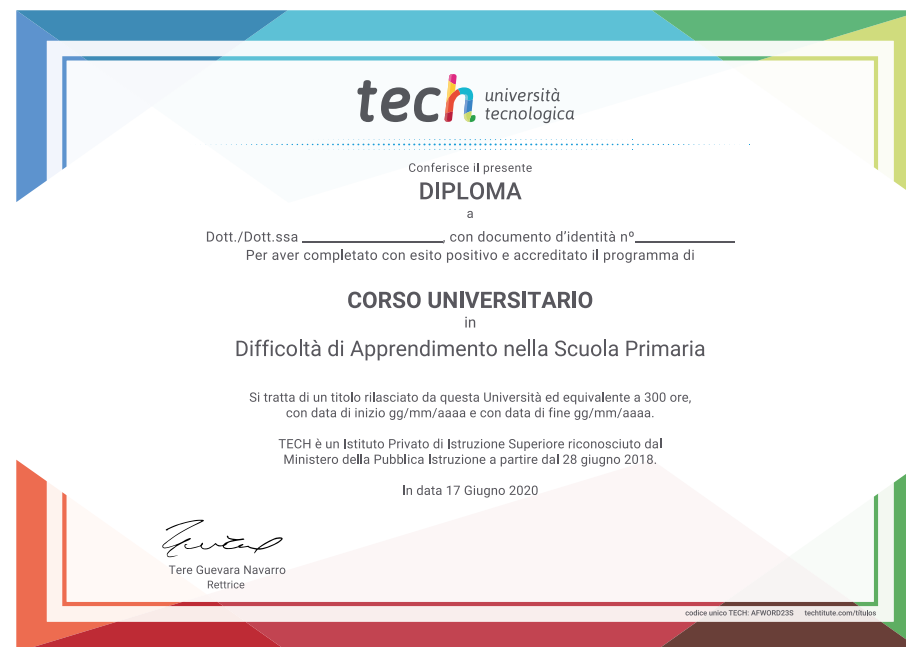 tech università
tecnologica
Conferisce il presente
DIPLOMA
a
Dott./Dott.ssa ____________________, con documento d'identità nº______________
Per aver completato con esito positivo e accreditato il programma di
CORSO UNIVERSITARIO
in
Difficoltà di Apprendimento nella Scuola Primaria
Si tratta di un titolo rilasciato da questa Università ed equivalente a 300 ore,
con data di inizio gg/mm/aaaa e con data di fine gg/mm/aaaa.
TECH è un Istituto Privato di Istruzione Superiore riconosciuto dal
Ministero della Pubblica Istruzione a partire dal 28 giugno 2018.
In data 17 Giugno 2020
Tere Guevara Navarro
Rettrice
codice unico TECH: AFWORD23S techtitute.com/títulos